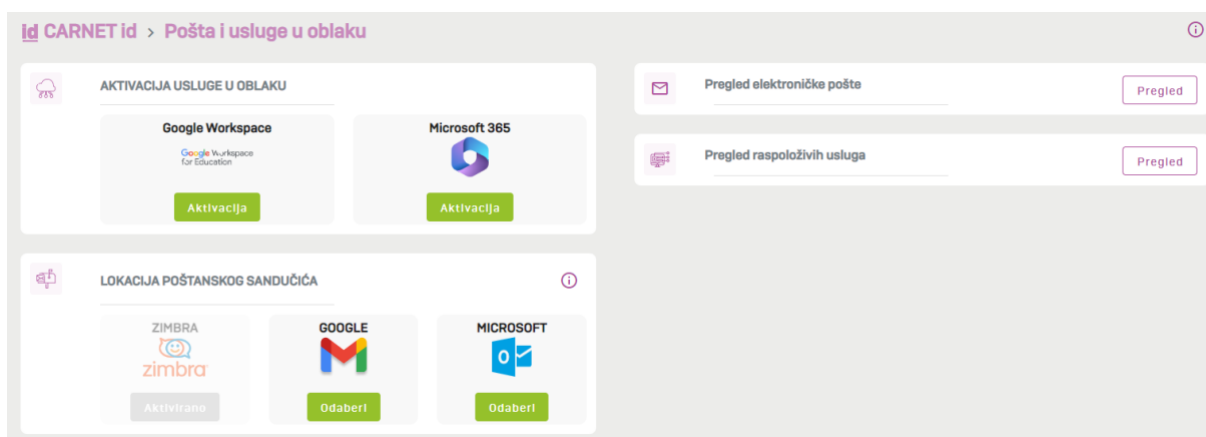 id CARNET id > Pošta i usluge u oblaku
AKTIVACIJA USLUGE U OBLAKU
Google Workspace
Google Workspace
for Education
Aktivacija
Microsoft 365
Aktivacija
LOKACIJA POŠTANSKOG SANDUČIĆA
ZIMBRA
zimbra
Aktivirano
GOOGLE
Odaberi
MICROSOFT
Odaberi
Pregled elektroničke pošte
Pregled
Pregled raspoloživih usluga
Pregled